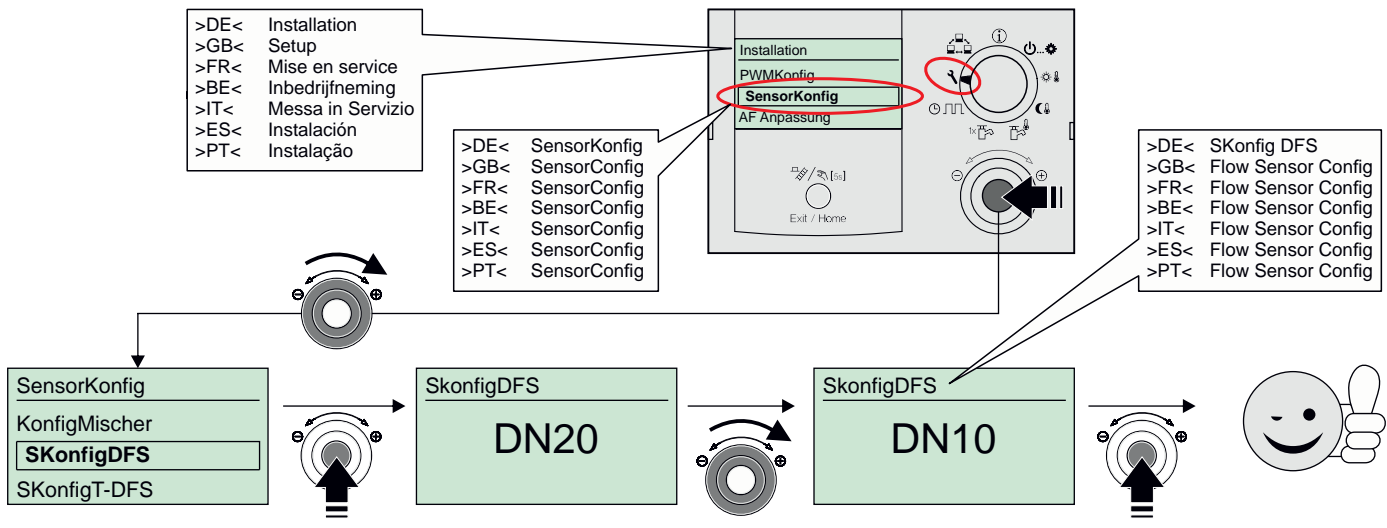 >DE< Installation
>GB< Setup
>FR< Mise en service
>BE< Inbedrijfneming
>IT< Messa in Servizio
>ES< Instalación
>PT< Instalação
Installation
PWMKonfig
SensorKonfig
AF Anpassung
1x
[5s]
Exit / Home
>DE< SensorKonfig
>GB< SensorConfig
>FR< SensorConfig
>BE< SensorConfig
>IT< SensorConfig
>ES< SensorConfig
>PT< SensorConfig
>DE< SKonfig DFS
>GB< Flow Sensor Config
>FR< Flow Sensor Config
>BE< Flow Sensor Config
>IT< Flow Sensor Config
>ES< Flow Sensor Config
>PT< Flow Sensor Config
SensorKonfig
KonfigMischer
SKonfigDFS
SKonfigT-DFS
SkonfigDFS
DN20
SkonfigDFS
DN10